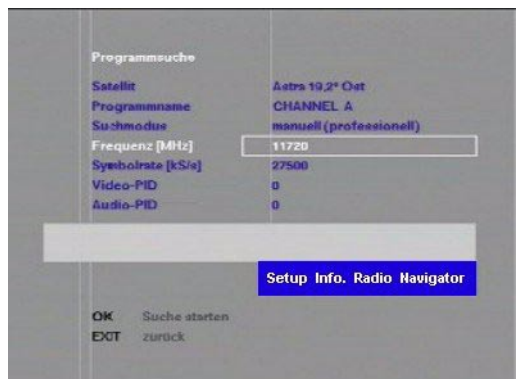 Programmsuche
Satellit Astra 19,2° Ost
Programmname CHANNEL A
Suchmodus manuell (professionell)
Frequenz [MHz] 11720
Symbolrate [kS/s] 27500
Video-PID 0
Audio-PID 0
Setup Info. Radio Navigator
OK Suche starten
EXIT zurück